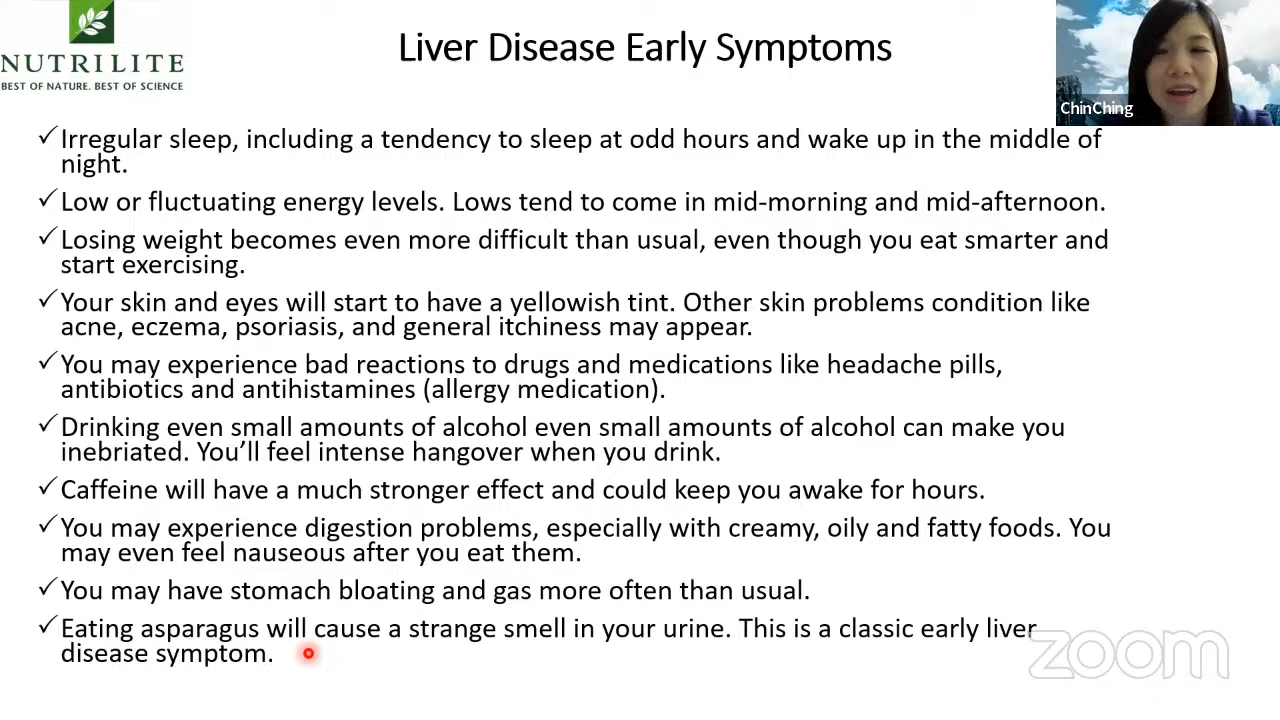 NUTRILITE
BEST OF NATURE. BEST OF SCIENCE
Liver Disease Early Symptoms
ChinChing
✓Irregular sleep, including a tendency to sleep at odd hours and wake up in the middle of
night.
✓Low or fluctuating energy levels. Lows tend to come in mid-morning and mid-afternoon.
✓Losing weight becomes even more difficult than usual, even though you eat smarter and
start exercising.
✓Your skin and eyes will start to have a yellowish tint. Other skin problems condition like
acne, eczema, psoriasis, and general itchiness may appear.
✓You may experience bad reactions to drugs and medications like headache pills,
antibiotics and antihistamines (allergy medication).
✓Drinking even small amounts of alcohol even small amounts of alcohol can make you
inebriated. You’ll feel intense hangover when you drink.
✓Caffeine will have a much stronger effect and could keep you awake for hours.
✓You may experience digestion problems, especially with creamy, oily and fatty foods. You
may even feel nauseous after you eat them.
✓You may have stomach bloating and gas more often than usual.
✓Eating asparagus will cause a strange smell in your urine. This is a classic early liver
disease symptom.
zoom